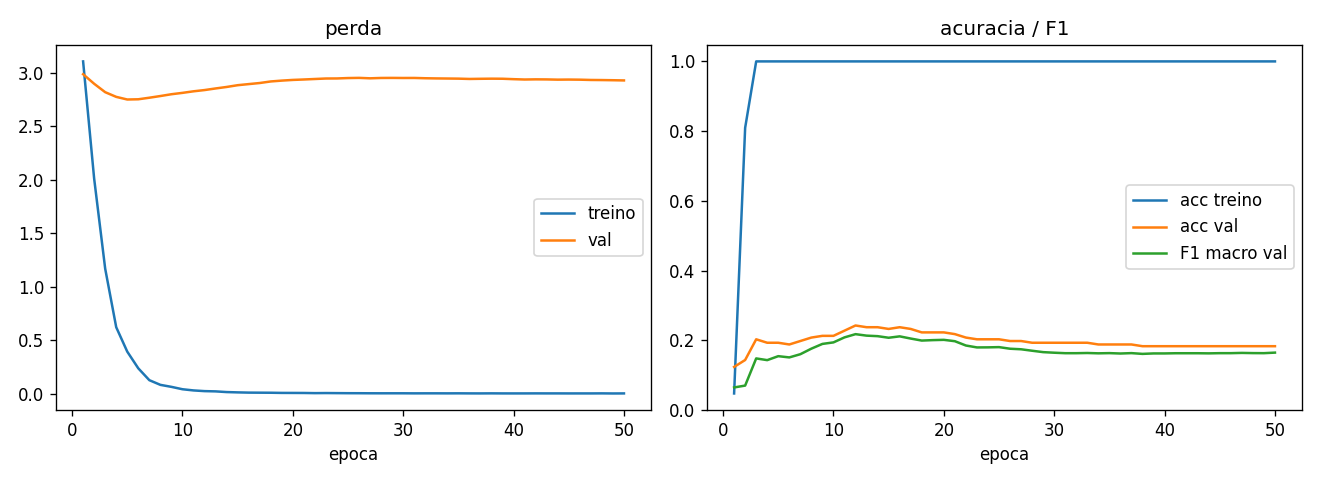 perda
3.0
2.5
2.0
1.5
1.0
0.5
0.0
treino
val
0 10 20 30 40 50
epoca
acuracia / F1
1.0
0.8
0.6
0.4
0.2
0.0
acc treino
acc val
F1 macro val
0 10 20 30 40 50
epoca